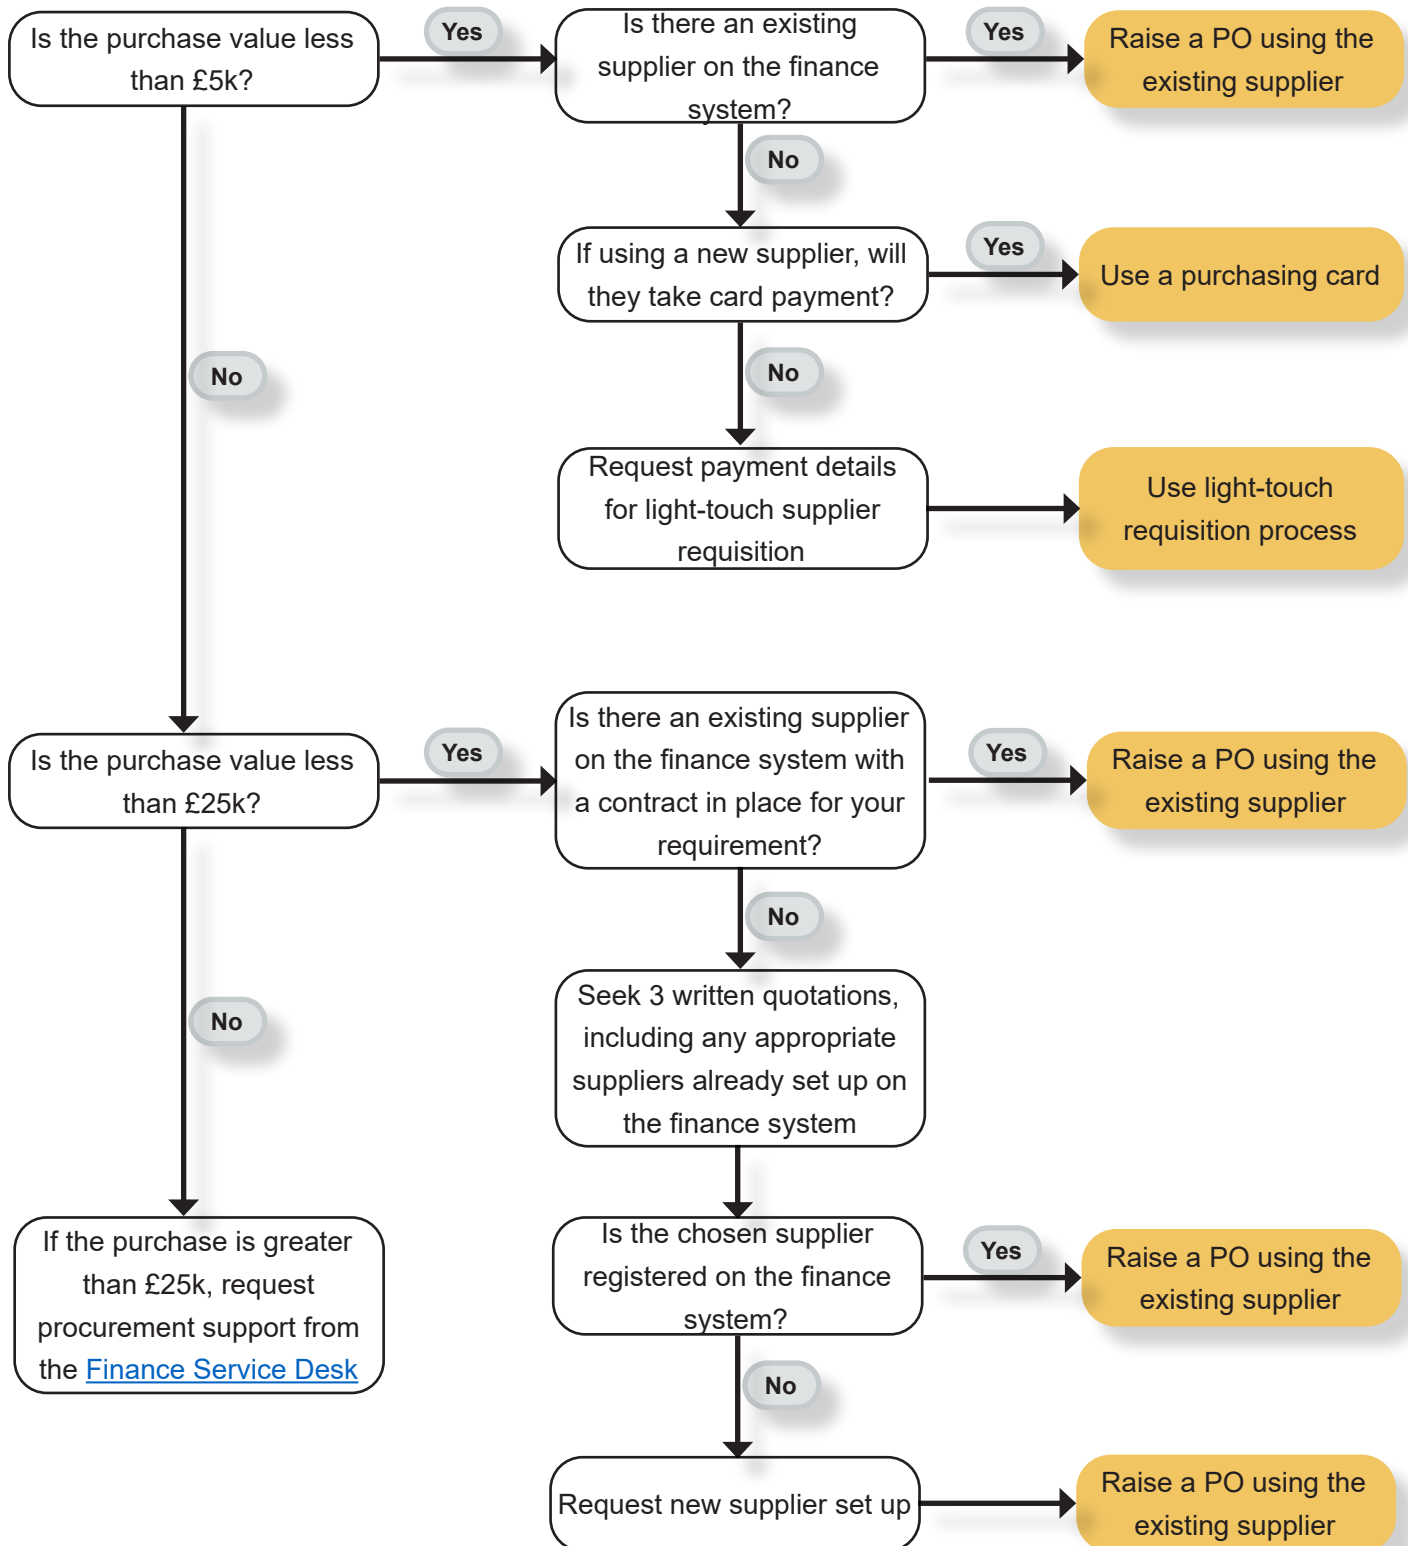 Is the purchase value less
than £5k?
Yes
Is there an existing
supplier on the finance
system?
Yes
Raise a PO using the
existing supplier
No
If using a new supplier, will
they take card payment?
Yes
Use a purchasing card
No
No
Request payment details
for light-touch supplier
requisition
Use light-touch
requisition process
Is the purchase value less
than £25k?
Yes
Is there an existing supplier
on the finance system with
a contract in place for your
requirement?
Yes
Raise a PO using the
existing supplier
No
Seek 3 written quotations,
including any appropriate
suppliers already set up on
the finance system
No
If the purchase is greater
than £25k, request
procurement support from
the Finance Service Desk
Is the chosen supplier
registered on the finance
system?
Yes
Raise a PO using the
existing supplier
No
Request new supplier set up
Raise a PO using the
existing supplier